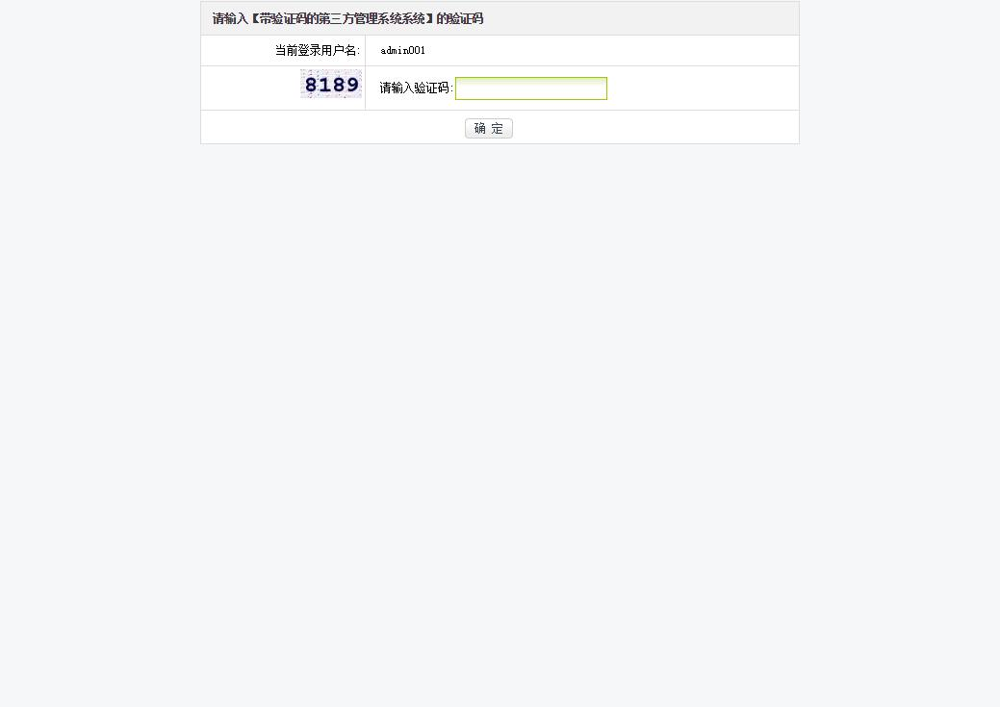 请输入【带验证码的第三方管理系统系统】的验证码
当前登录用户名: admin001
8189 请输入验证码:
确 定